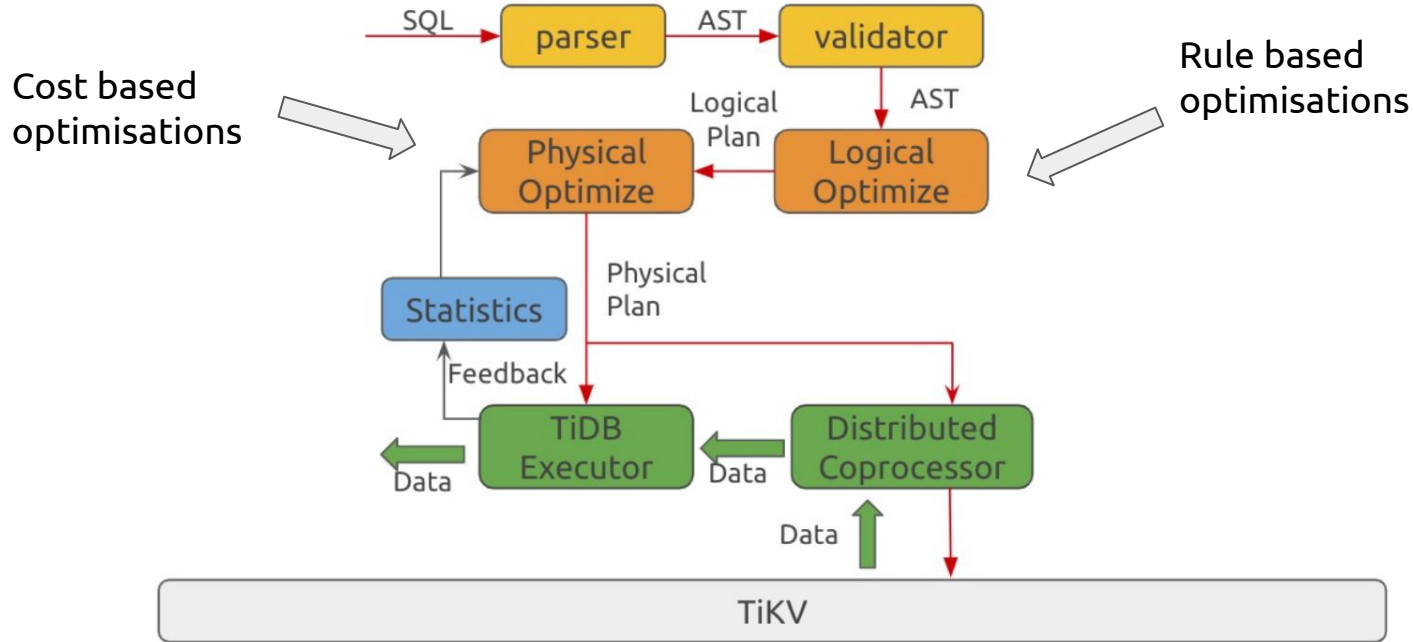 SQL
parser
AST
validator
Cost based
optimisations
Rule based
optimisations
AST
Logical
Plan
Physical
Optimize
Logical
Optimize
Physical
Plan
Statistics
Feedback
TiDB
Executor
Distributed
Coprocessor
Data
Data
Data
TiKV